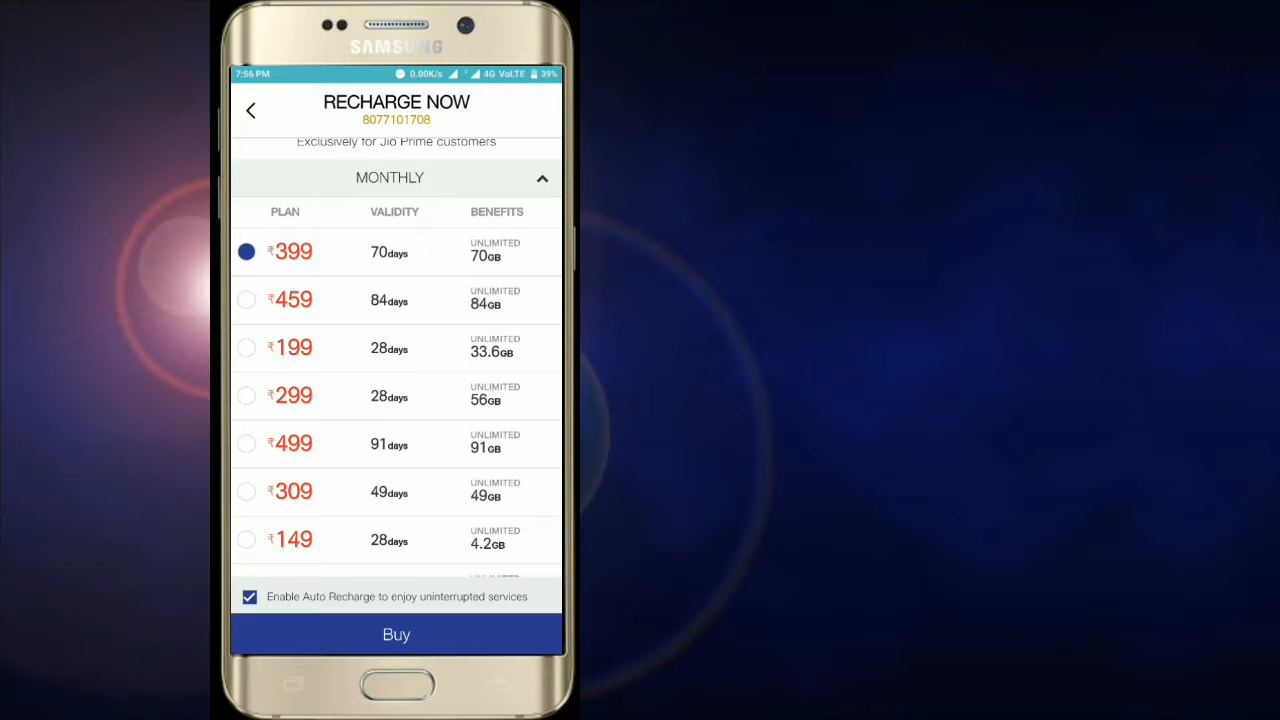 SAMSUNG
7:56 PM 0.00K/s 4G VoLTE 39%
RECHARGE NOW
8077101708
Exclusively for Jio Prime customers
MONTHLY
PLAN VALIDITY BENEFITS
₹399 70days UNLIMITED 70GB
₹459 84days UNLIMITED 84GB
₹199 28days UNLIMITED 33.6GB
₹299 28days UNLIMITED 56GB
₹499 91days UNLIMITED 91GB
₹309 49days UNLIMITED 49GB
₹149 28days UNLIMITED 4.2GB
Enable Auto Recharge to enjoy uninterrupted services
Buy